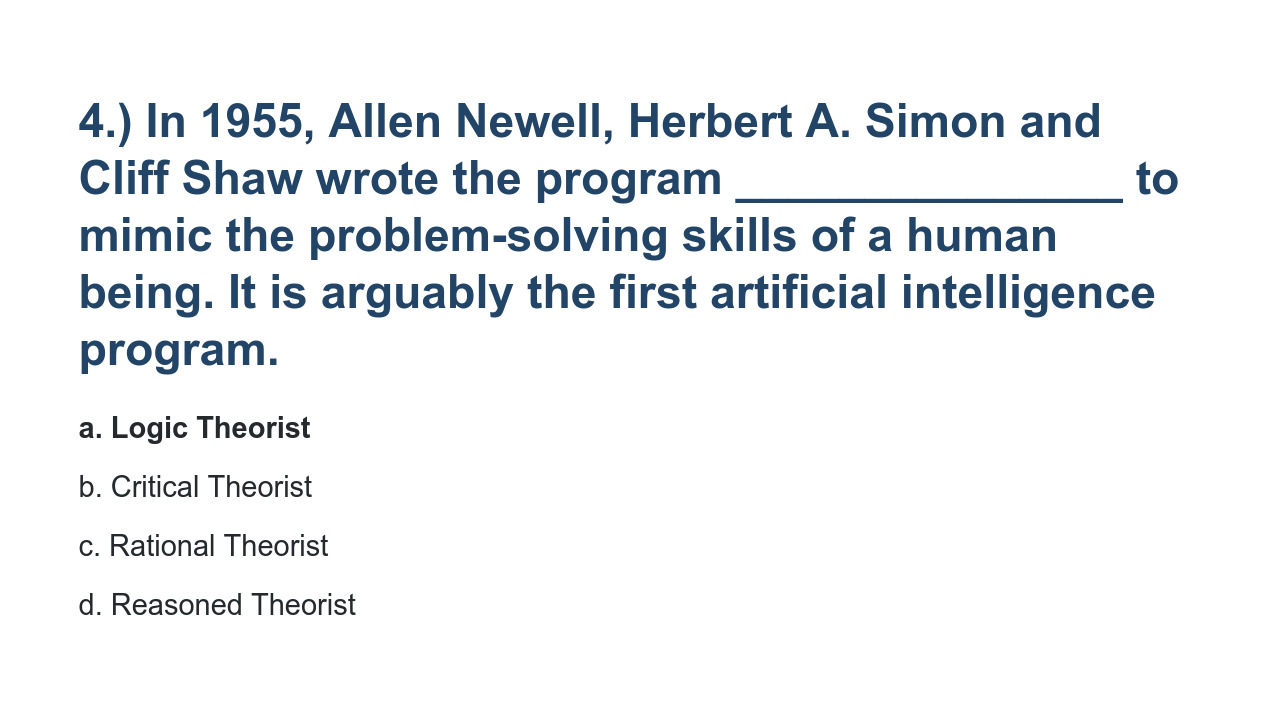 4.) In 1955, Allen Newell, Herbert A. Simon and
Cliff Shaw wrote the program _______________ to
mimic the problem-solving skills of a human
being. It is arguably the first artificial intelligence
program.
a. Logic Theorist
b. Critical Theorist
c. Rational Theorist
d. Reasoned Theorist